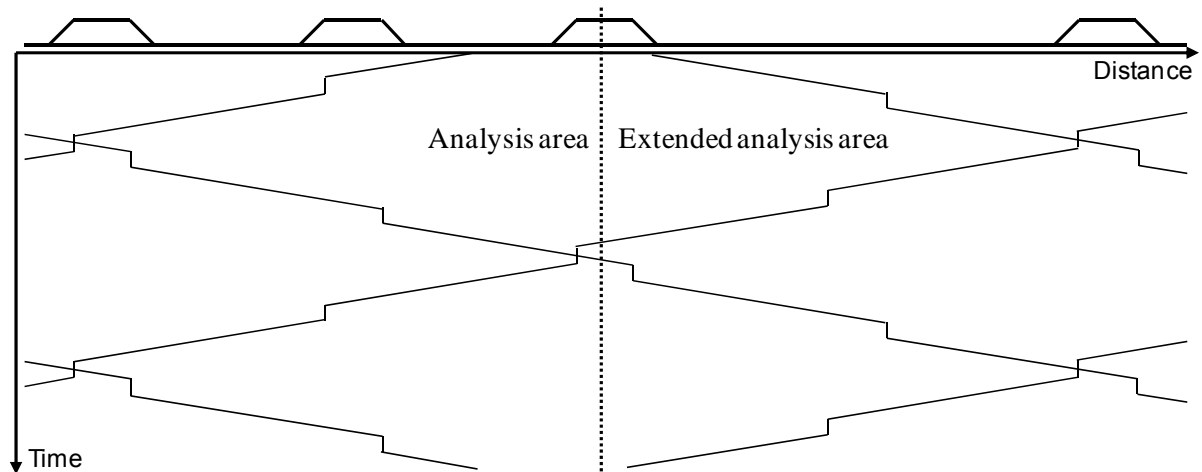 Distance
Analysis area
Extended analysis area
Time